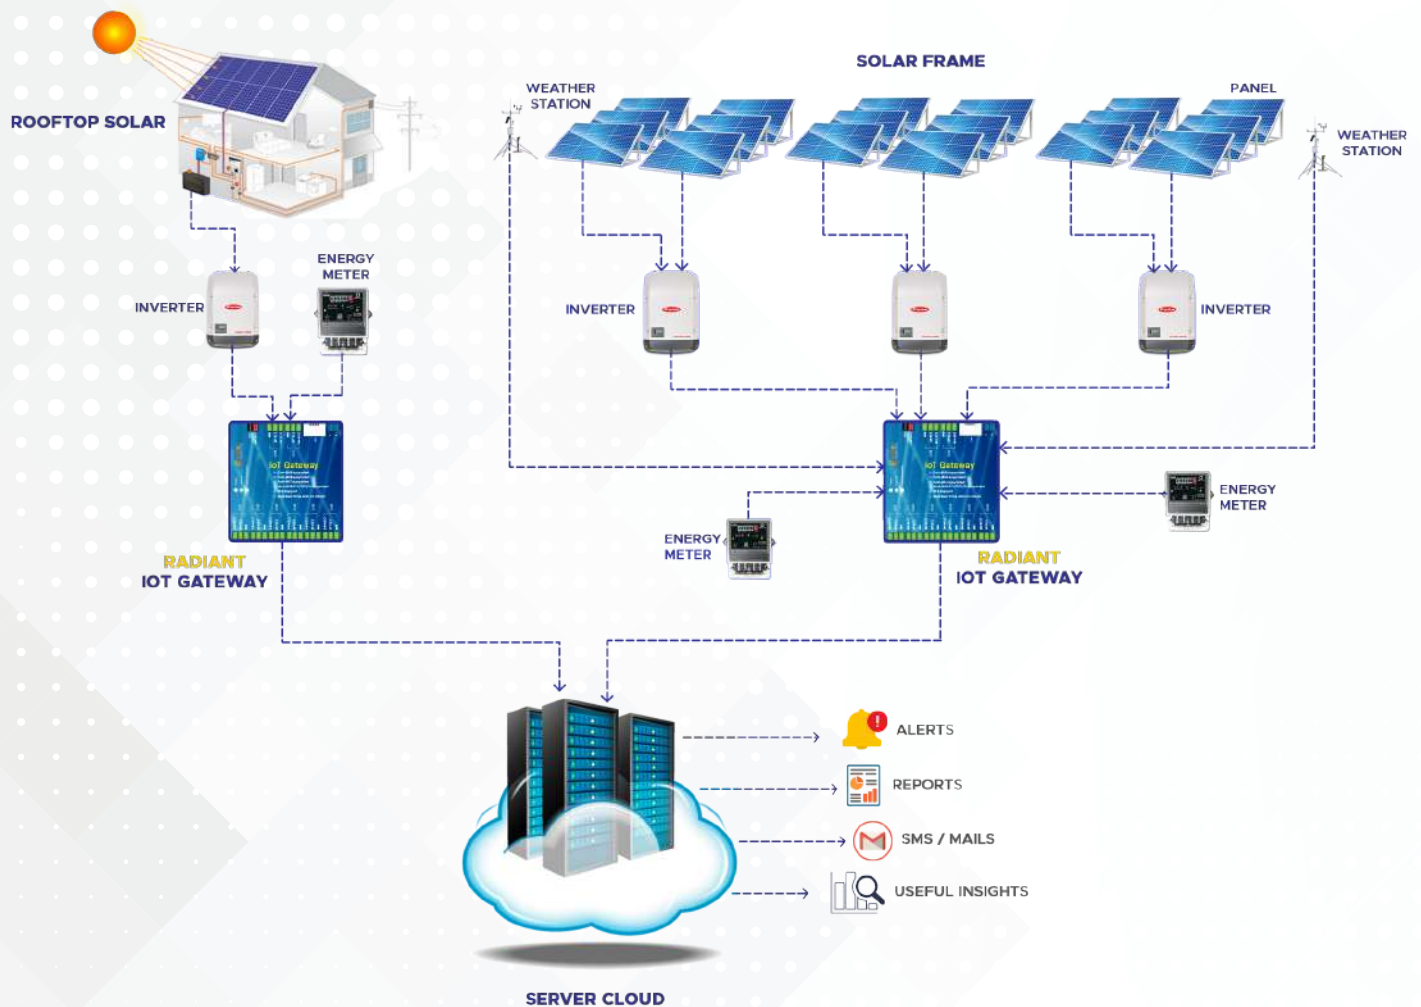 SOLAR FRAME
ROOFTOP SOLAR
WEATHER
STATION
PANEL
WEATHER
STATION
ENERGY
METER
INVERTER
INVERTER
INVERTER
IoT Gateway
IoT Gateway
ENERGY
METER
ENERGY
METER
RADIANT
IOT GATEWAY
RADIANT
IOT GATEWAY
ALERTS
REPORTS
SMS / MAILS
USEFUL INSIGHTS
SERVER CLOUD